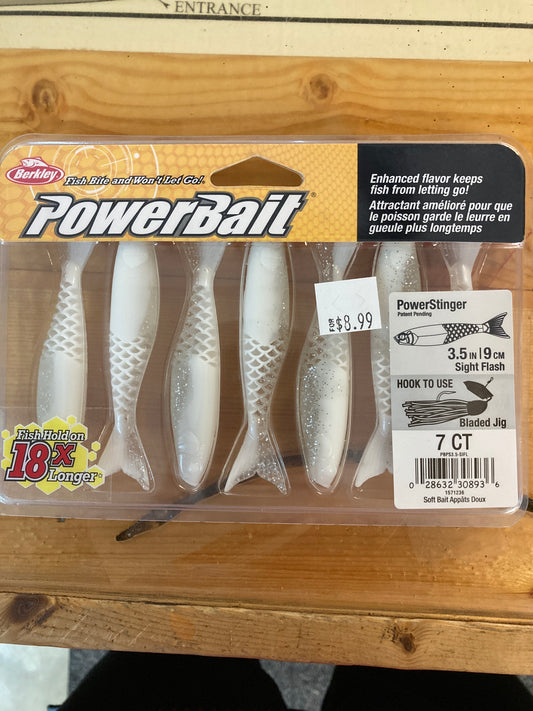 ENTRANCE
Berkley
Fish Bite and Won't Let Go!
PowerBait®
Enhanced flavor keeps
fish from letting go!
Attractant amélioré pour que
le poisson garde le leurre en
gueule plus longtemps
FOR $8.99
PowerStinger
Patent Pending
3.5 IN | 9 CM
Sight Flash
HOOK TO USE
Bladed Jig
7 CT
PBPS3.5-SIFL
0 28632 30893 6
1571236
Soft Bait Appâts Doux
Fish Hold on
18x
Longer